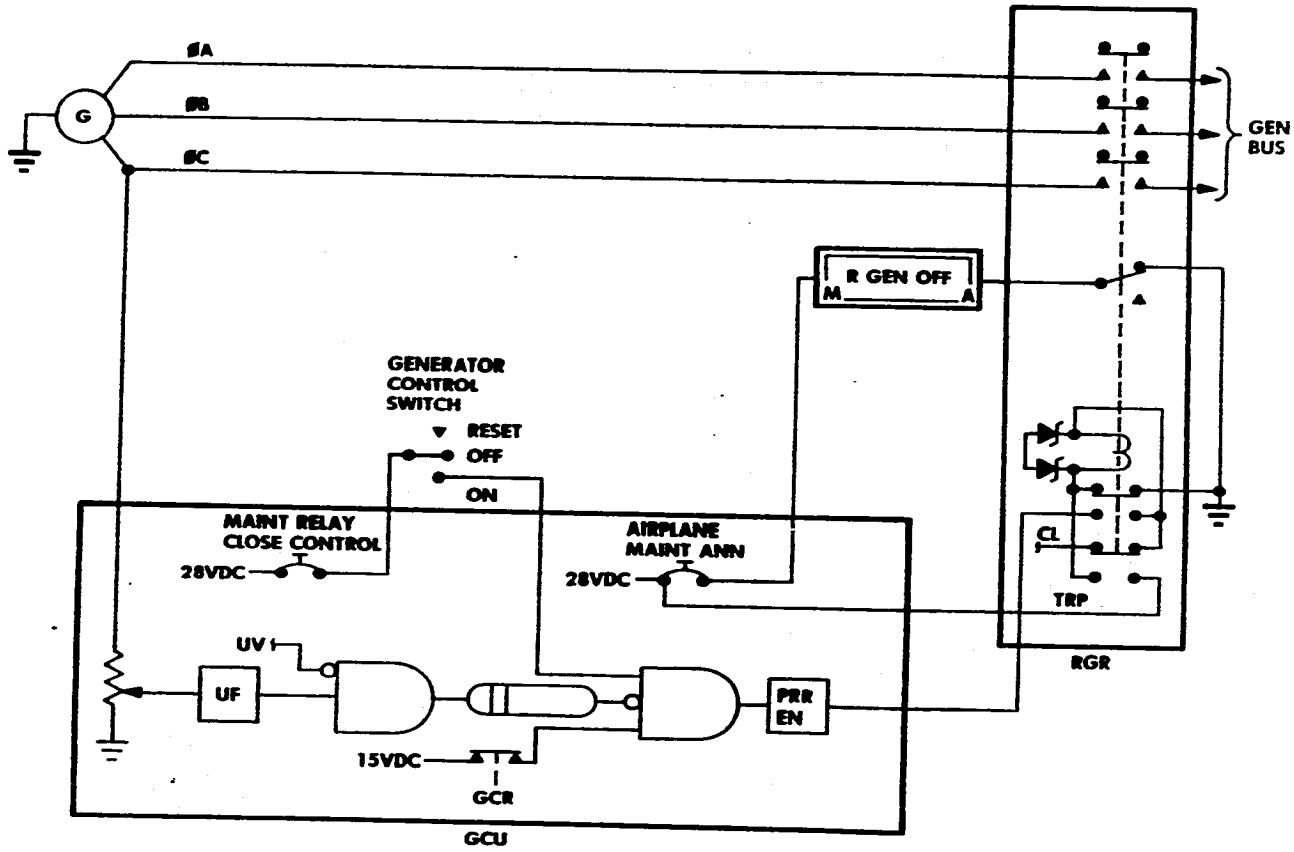 ØA
G
ØB
GEN
BUS
ØC
R GEN OFF
M
A
GENERATOR
CONTROL
SWITCH
RESET
OFF
ON
MAINT RELAY
CLOSE CONTROL
28VDC
AIRPLANE
MAINT ANN
28VDC
CL
TRP
RGR
UV
UF
PRR
EN
15VDC
GCR
GCU